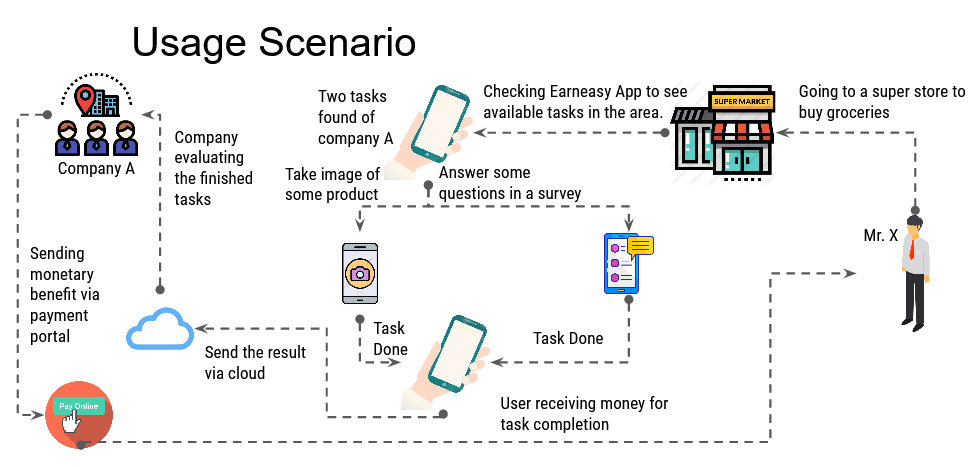 Usage Scenario
Company A
Company
evaluating
the finished
tasks
Two tasks
found of
company A
Checking Earneasy App to see
available tasks in the area.
SUPER MARKET
Going to a super store to
buy groceries
Take image of
some product
Answer some
questions in a survey
Mr. X
Sending
monetary
benefit via
payment
portal
Task
Done
Task Done
Send the result
via cloud
Pay Online
User receiving money for
task completion